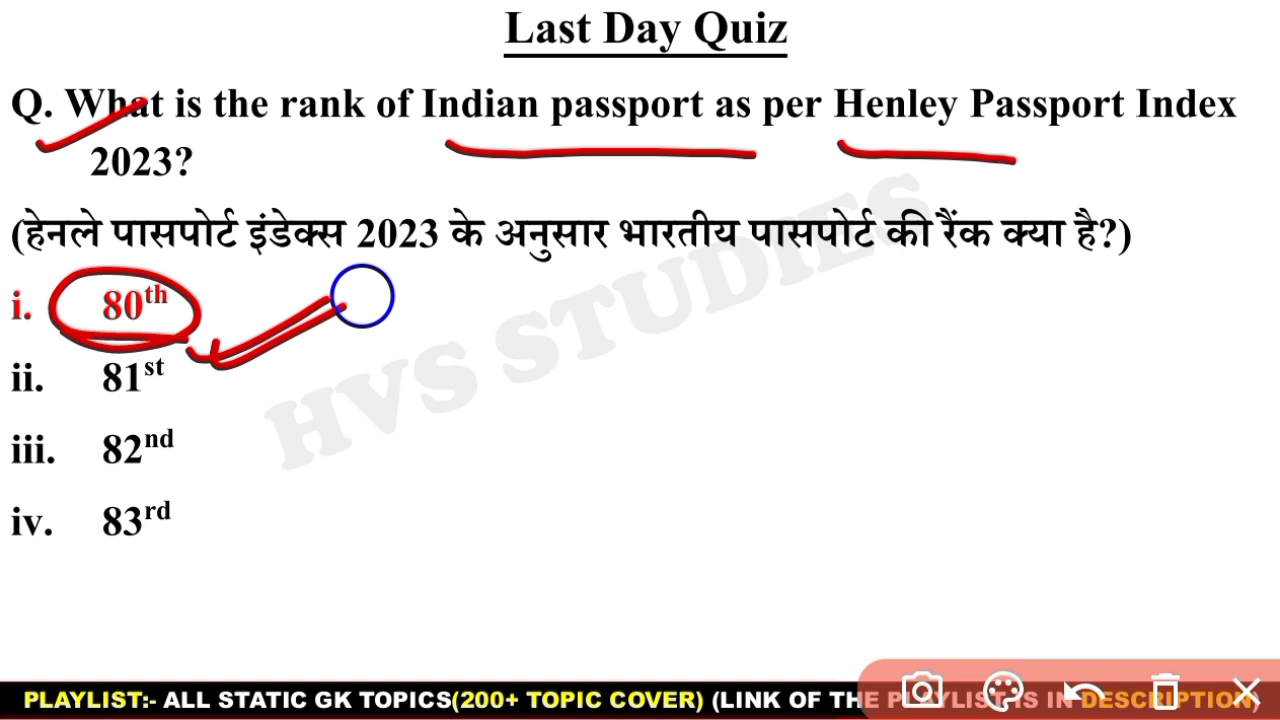 Last Day Quiz
Q. What is the rank of Indian passport as per Henley Passport Index
2023?
(हेनले पासपोर्ट इंडेक्स 2023 के अनुसार भारतीय पासपोर्ट की रैंक क्या है?)
i. 80th
ii. 81st
iii. 82nd
iv. 83rd
HVS STUDIES
PLAYLIST:- ALL STATIC GK TOPICS(200+ TOPIC COVER) (LINK OF THE PLAYLIST IS IN DESCRIPTION)